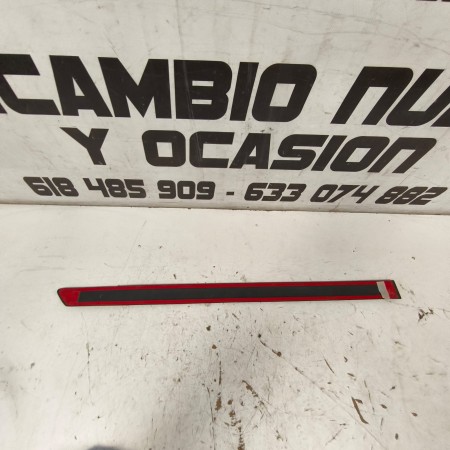 CAMBIO NU
Y OCASION
618 485 909 - 633 074 882